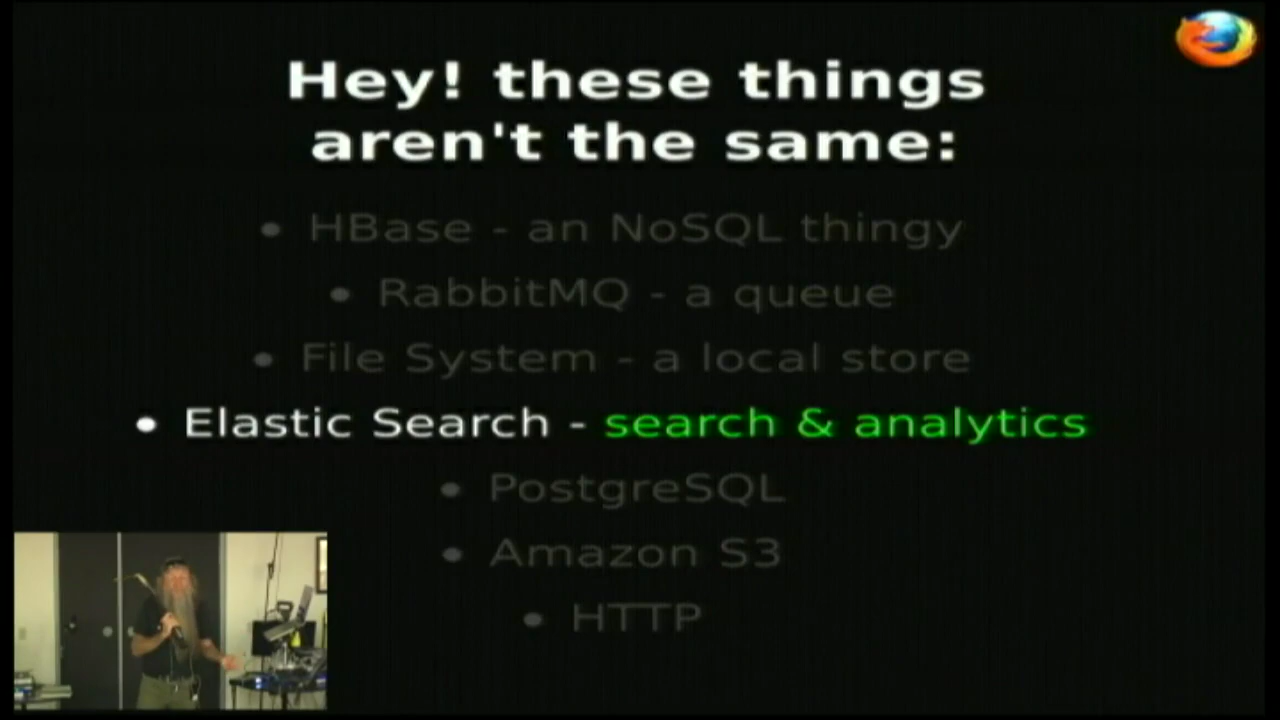 Hey! these things
aren't the same:
• HBase - an NoSQL thingy
• RabbitMQ - a queue
• File System - a local store
• Elastic Search - search & analytics
• PostgreSQL
• Amazon S3
• HTTP